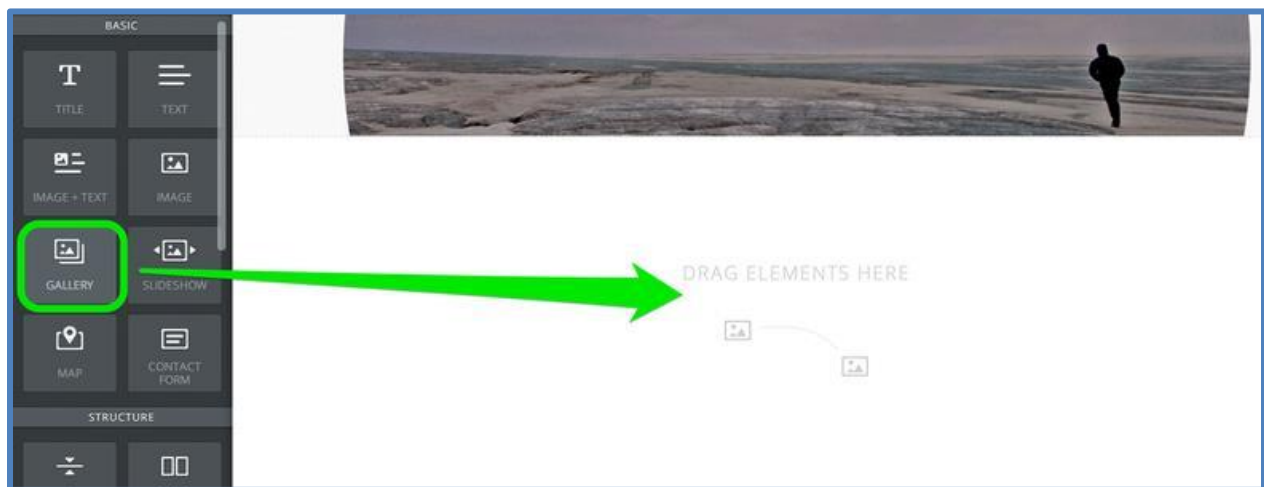 BASIC
TITLE
TEXT
IMAGE + TEXT
IMAGE
GALLERY
SLIDESHOW
MAP
CONTACT
FORM
STRUCTURE
DRAG ELEMENTS HERE